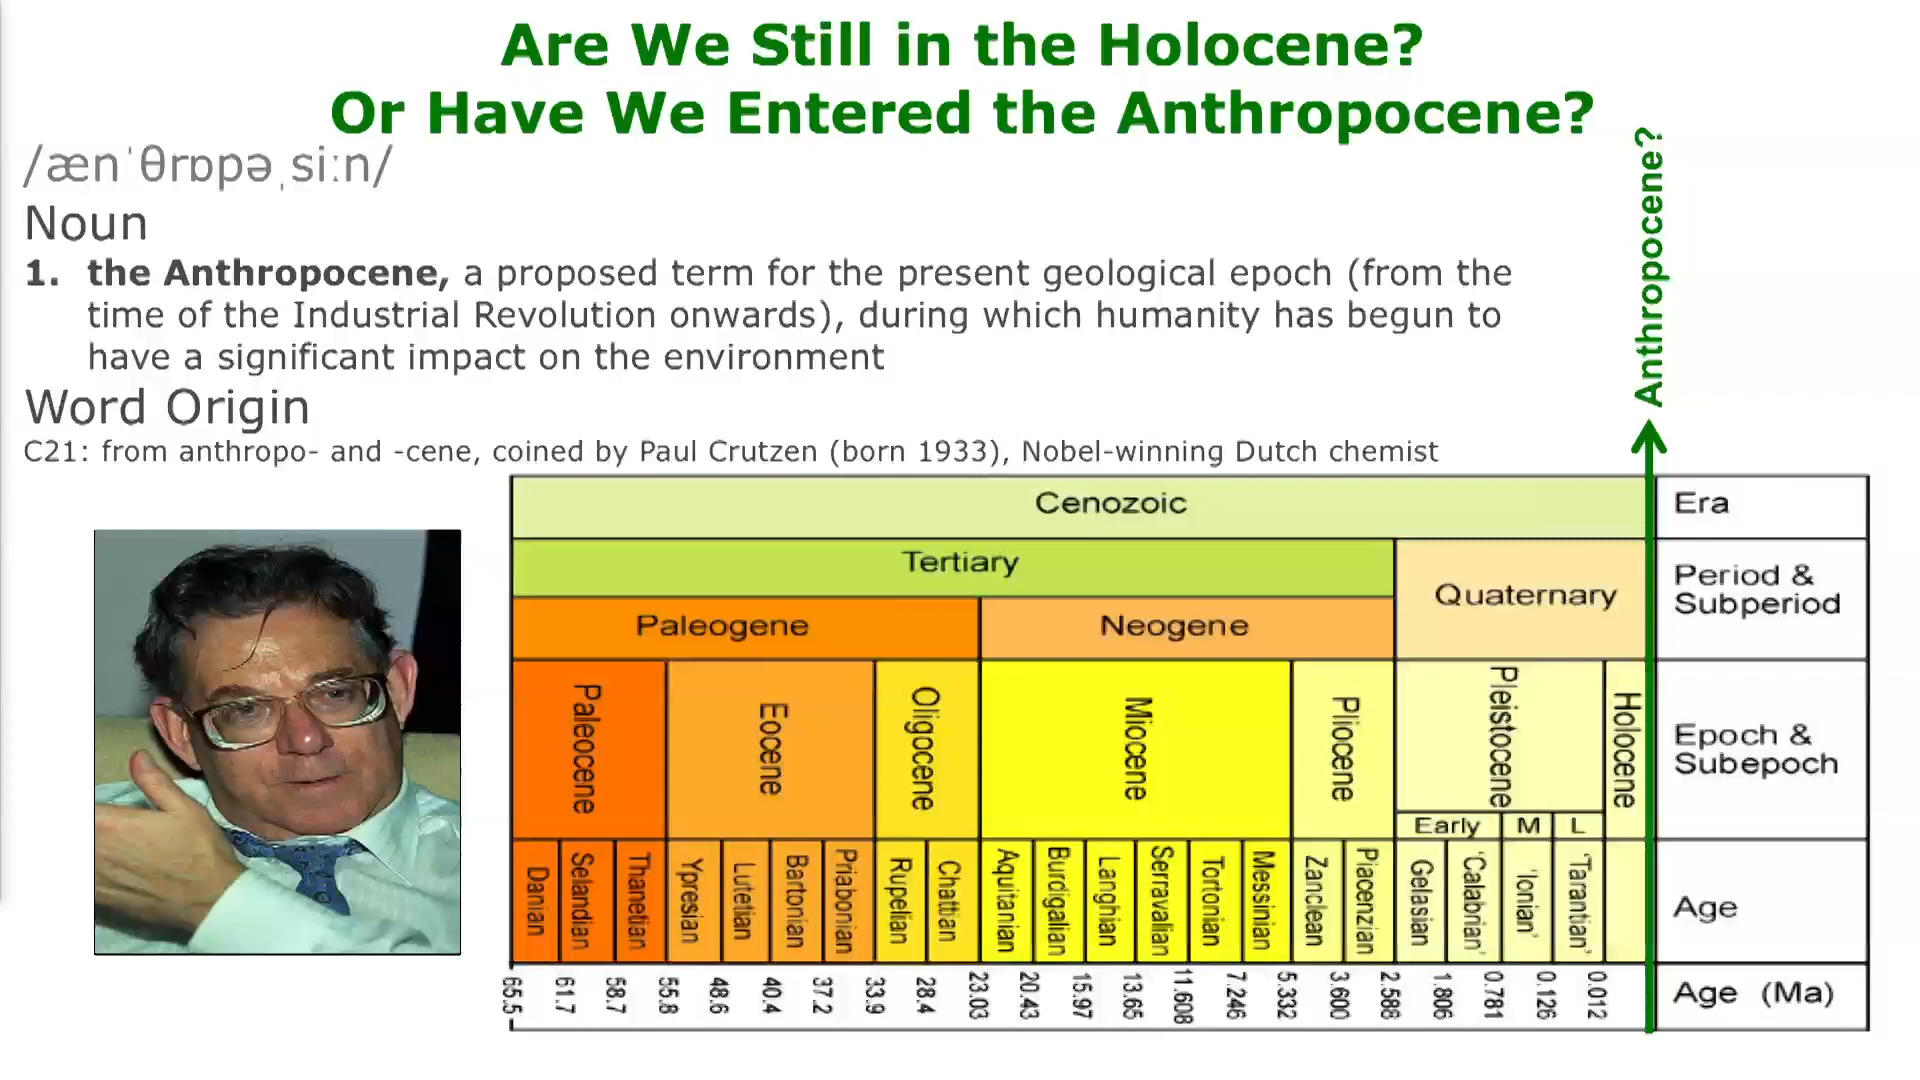 Are We Still in the Holocene?
Or Have We Entered the Anthropocene?
/ænˈθrɒpəˌsiːn/
Noun
1. the Anthropocene, a proposed term for the present geological epoch (from the
time of the Industrial Revolution onwards), during which humanity has begun to
have a significant impact on the environment
Word Origin
C21: from anthropo- and -cene, coined by Paul Crutzen (born 1933), Nobel-winning Dutch chemist
Anthropocene?
Cenozoic
Era
Tertiary
Quaternary
Period &
Subperiod
Paleogene
Neogene
Paleocene
Eocene
Oligocene
Miocene
Pliocene
Pleistocene
Holocene
Epoch &
Subepoch
Early
M
L
Danian
Selandian
Thanetian
Ypresian
Lutetian
Bartonian
Priabonian
Rupelian
Chattian
Aquitanian
Burdigalian
Langhian
Serravalian
Tortonian
Messinian
Zanclean
Piacenzian
Gelasian
'Calabrian'
'Ionian'
'Tarantian'
Age
65.5
61.7
58.7
55.8
48.6
40.4
37.2
33.9
28.4
23.03
20.43
15.97
13.65
11.608
7.246
5.332
3.600
2.588
1.806
0.781
0.126
0.012
Age (Ma)